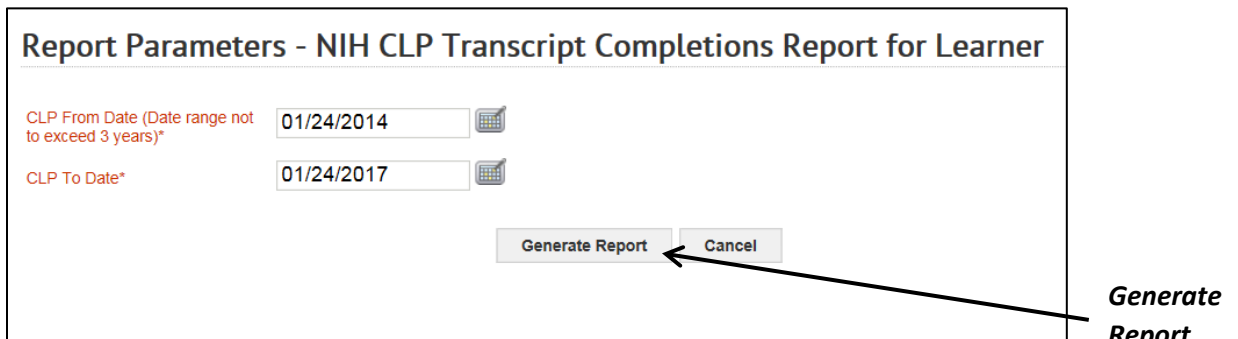 Report Parameters - NIH CLP Transcript Completions Report for Learner
CLP From Date (Date range not
to exceed 3 years)*
01/24/2014
CLP To Date*
01/24/2017
Generate Report
Cancel
Generate
Report